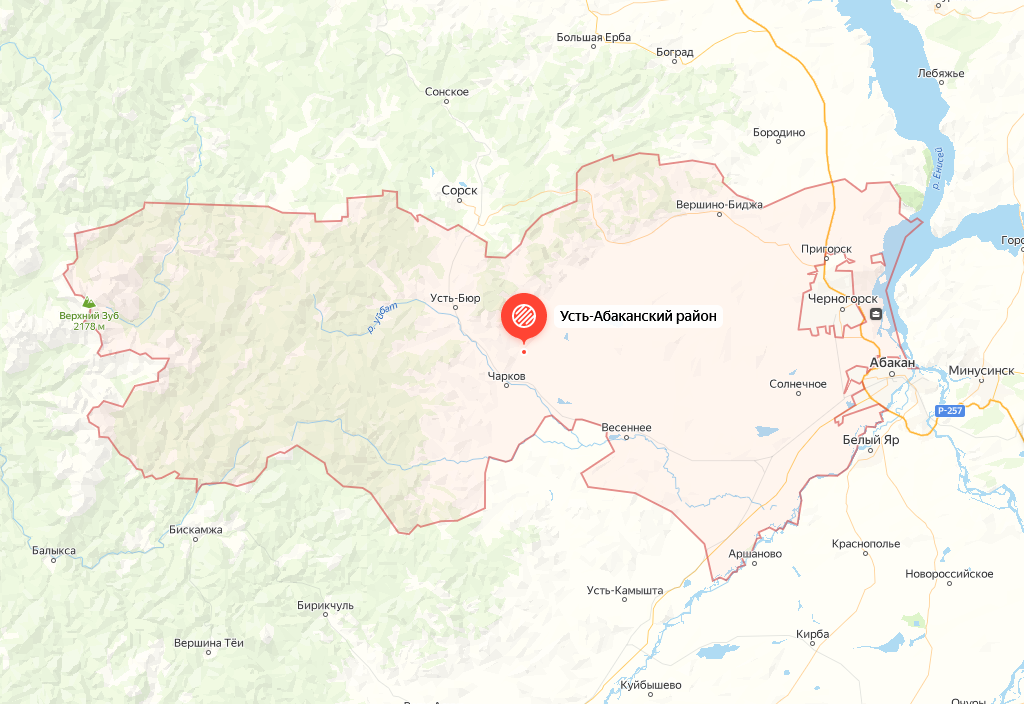 Большая Ерба
Боград
Лебяжье
Сонское
Бородино
р. Енисей
Сорск
Вершино-Биджа
Пригорск
Усть-Бюр
Черногорск
р. Уйбат
Верхний Зуб
2178 м
Усть-Абаканский район
Чарков
Абакан
Минусинск
Солнечное
Р-257
Весеннее
Белый Яр
Бискамжа
Балыкса
Аршаново
Краснополье
Новороссийское
Усть-Камышта
Бирикчуль
Вершина Тёи
Кирба
Куйбышево